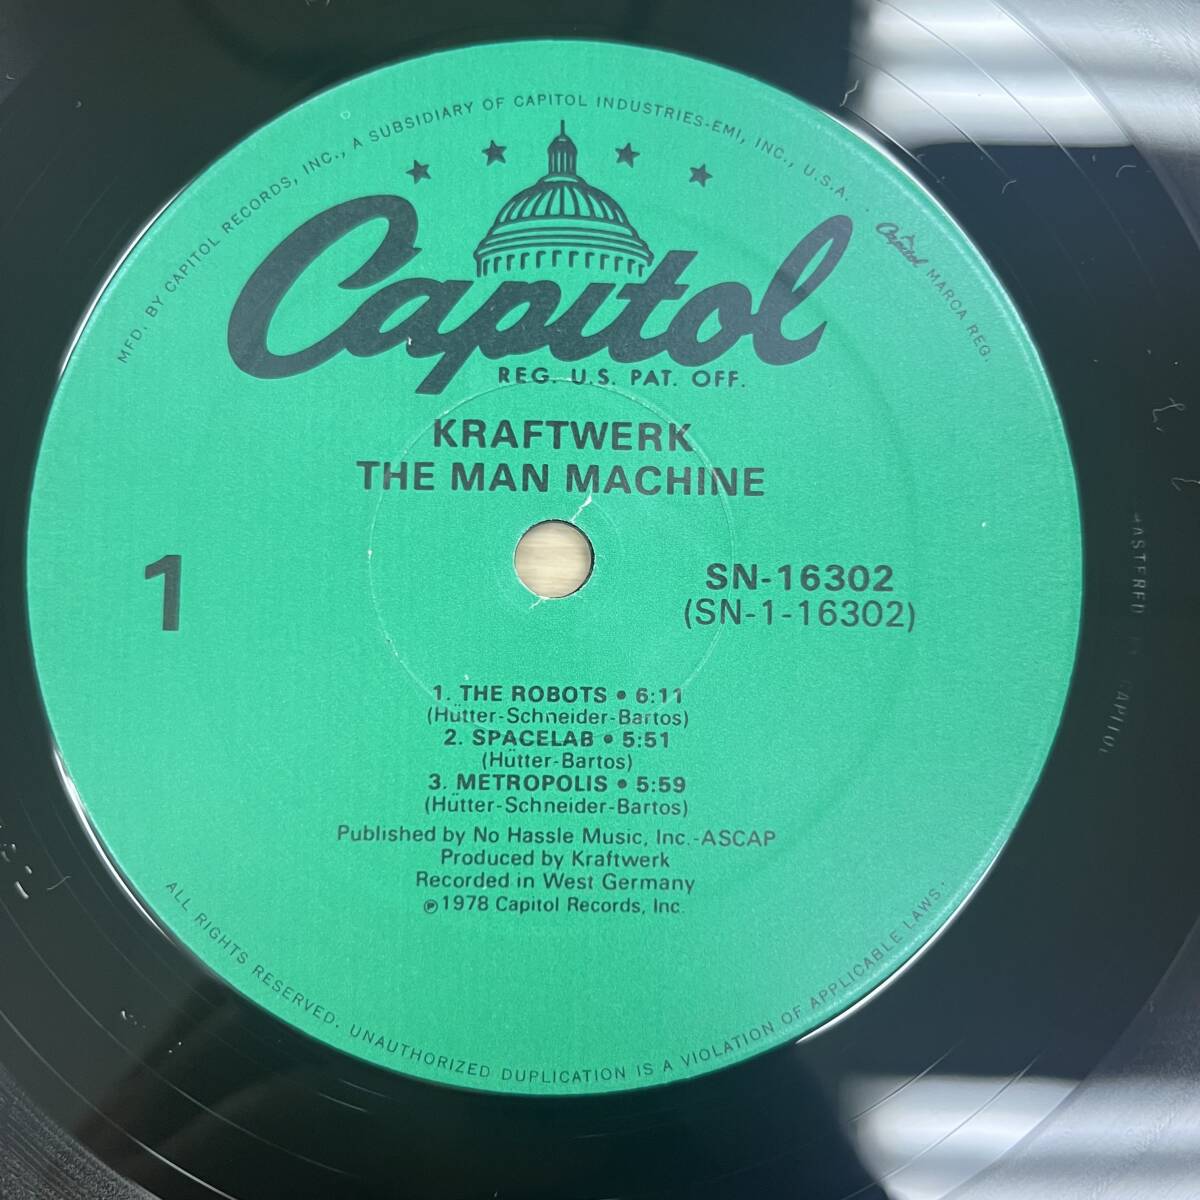 MFD. BY CAPITOL RECORDS, INC., A SUBSIDIARY OF CAPITOL INDUSTRIES-EMI, INC., U.S.A. . Capitol MARCA REG.
Capitol
REG. U.S. PAT. OFF.
KRAFTWERK
THE MAN MACHINE
1
SN-16302
(SN-1-16302)
1. THE ROBOTS • 6:11
(Hütter-Schneider-Bartos)
2. SPACELAB • 5:51
(Hütter-Bartos)
3. METROPOLIS • 5:59
(Hütter-Schneider-Bartos)
Published by No Hassle Music, Inc.-ASCAP
Produced by Kraftwerk
Recorded in West Germany
℗ 1978 Capitol Records, Inc.
ALL RIGHTS RESERVED. UNAUTHORIZED DUPLICATION IS A VIOLATION OF APPLICABLE LAWS.
MASTERED CAPITOL